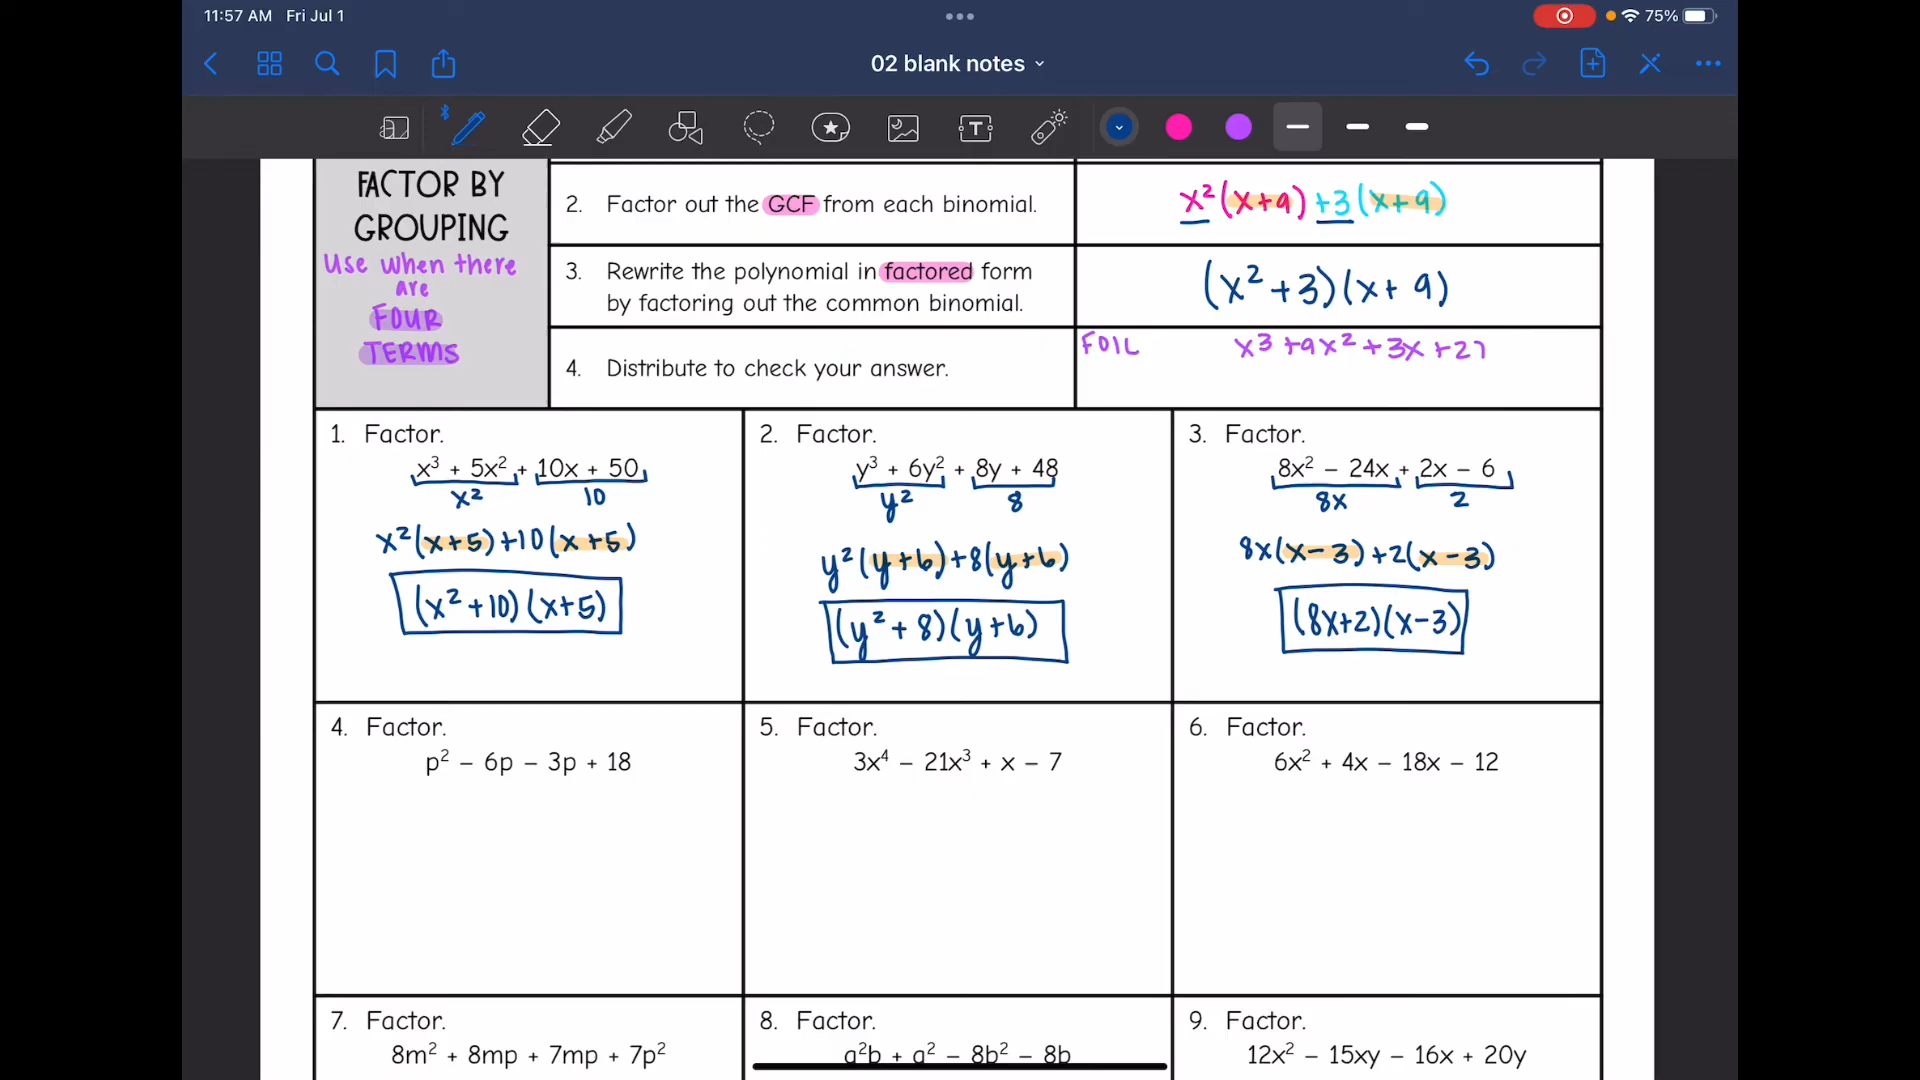 11:57 AM Fri Jul 1
75%
02 blank notes
FACTOR BY
GROUPING
Use when there
are
FOUR
TERMS
2. Factor out the GCF from each binomial.
x²(x+9) +3(x+9)
3. Rewrite the polynomial in factored form
by factoring out the common binomial.
(x²+3)(x+9)
4. Distribute to check your answer.
FOIL x³+9x²+3x+27
1. Factor.
x³ + 5x² + 10x + 50
x² 10
x²(x+5)+10(x+5)
(x²+10)(x+5)
2. Factor.
y³ + 6y² + 8y + 48
y² 8
y²(y+6)+8(y+6)
(y²+8)(y+6)
3. Factor.
8x² − 24x + 2x − 6
8x 2
8x(x−3)+2(x−3)
(8x+2)(x−3)
4. Factor.
p² − 6p − 3p + 18
5. Factor.
3x⁴ − 21x³ + x − 7
6. Factor.
6x² + 4x − 18x − 12
7. Factor.
8m² + 8mp + 7mp + 7p²
8. Factor.
a²b + a² − 8b² − 8b
9. Factor.
12x² − 15xy − 16x + 20y